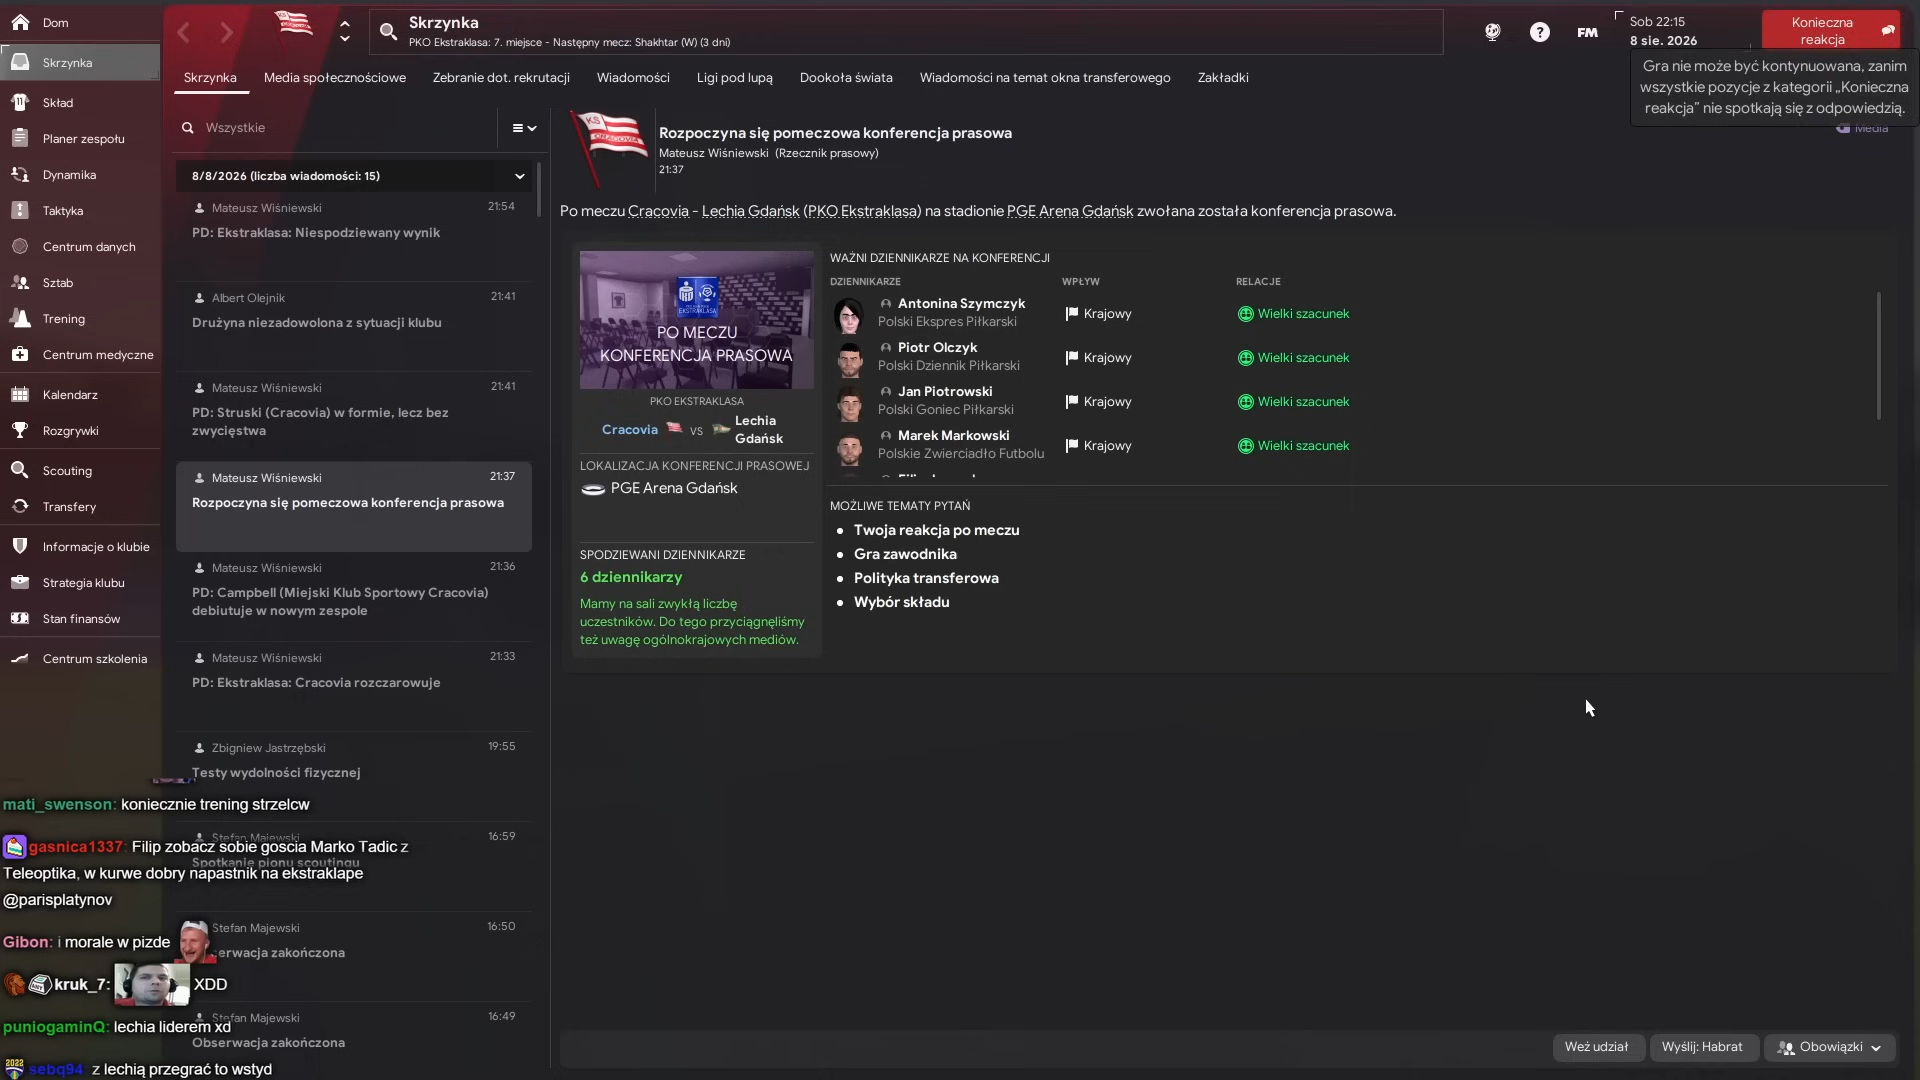 Dom
Skrzynka
Skład
Planer zespołu
Dynamika
Taktyka
Centrum danych
Sztab
Trening
Centrum medyczne
Kalendarz
Rozgrywki
Scouting
Transfery
Informacje o klubie
Strategia klubu
Stan finansów
Centrum szkolenia
Skrzynka
PKO Ekstraklasa: 7. miejsce - Następny mecz: Shakhtar (W) (3 dni)
FM
Sob 22:15
8 sie. 2026
Konieczna
reakcja
Gra nie może być kontynuowana, zanim
wszystkie pozycje z kategorii „Konieczna
reakcja” nie spotkają się z odpowiedzią.
Media
Skrzynka
Media społecznościowe
Zebranie dot. rekrutacji
Wiadomości
Ligi pod lupą
Dookoła świata
Wiadomości na temat okna transferowego
Zakładki
Wszystkie
8/8/2026 (liczba wiadomości: 15)
Mateusz Wiśniewski 21:54
PD: Ekstraklasa: Niespodziewany wynik
Albert Olejnik 21:41
Drużyna niezadowolona z sytuacji klubu
Mateusz Wiśniewski 21:41
PD: Struski (Cracovia) w formie, lecz bez
zwycięstwa
Mateusz Wiśniewski 21:37
Rozpoczyna się pomeczowa konferencja prasowa
Mateusz Wiśniewski 21:36
PD: Campbell (Miejski Klub Sportowy Cracovia)
debiutuje w nowym zespole
Mateusz Wiśniewski 21:33
PD: Ekstraklasa: Cracovia rozczarowuje
Zbigniew Jastrzębski 19:55
Testy wydolności fizycznej
Stefan Majewski 16:59
Spotkanie pionu scoutingu
Stefan Majewski 16:50
erwacja zakończona
Stefan Majewski 16:49
Obserwacja zakończona
mati_swenson: koniecznie trening strzelcw
gasnica1337: Filip zobacz sobie goscia Marko Tadic z
Teleoptika, w kurwe dobry napastnik na ekstraklape
@parisplatynov
Gibon: i morale w pizde
kruk_7: XDD
puniogaminQ: lechia liderem xd
2022
sebq94 z lechią przegrać to wstyd
KS
CRACOVIA
Rozpoczyna się pomeczowa konferencja prasowa
Mateusz Wiśniewski (Rzecznik prasowy)
21:37
Po meczu Cracovia - Lechia Gdańsk (PKO Ekstraklasa) na stadionie PGE Arena Gdańsk zwołana została konferencja prasowa.
EKSTRAKLASA
PO MECZU
KONFERENCJA PRASOWA
PKO EKSTRAKLASA
Cracovia vs Lechia
Gdańsk
LOKALIZACJA KONFERENCJI PRASOWEJ
PGE Arena Gdańsk
SPODZIEWANI DZIENNIKARZE
6 dziennikarzy
Mamy na sali zwykłą liczbę
uczestników. Do tego przyciągnęliśmy
też uwagę ogólnokrajowych mediów.
WAŻNI DZIENNIKARZE NA KONFERENCJI
DZIENNIKARZE WPŁYW RELACJE
Antonina Szymczyk
Polski Ekspres Piłkarski
Krajowy Wielki szacunek
Piotr Olczyk
Polski Dziennik Piłkarski
Krajowy Wielki szacunek
Jan Piotrowski
Polski Goniec Piłkarski
Krajowy Wielki szacunek
Marek Markowski
Polskie Zwierciadło Futbolu
Krajowy Wielki szacunek
MOŻLIWE TEMATY PYTAŃ
Twoja reakcja po meczu
Gra zawodnika
Polityka transferowa
Wybór składu
Weź udział
Wyślij: Habrat
Obowiązki